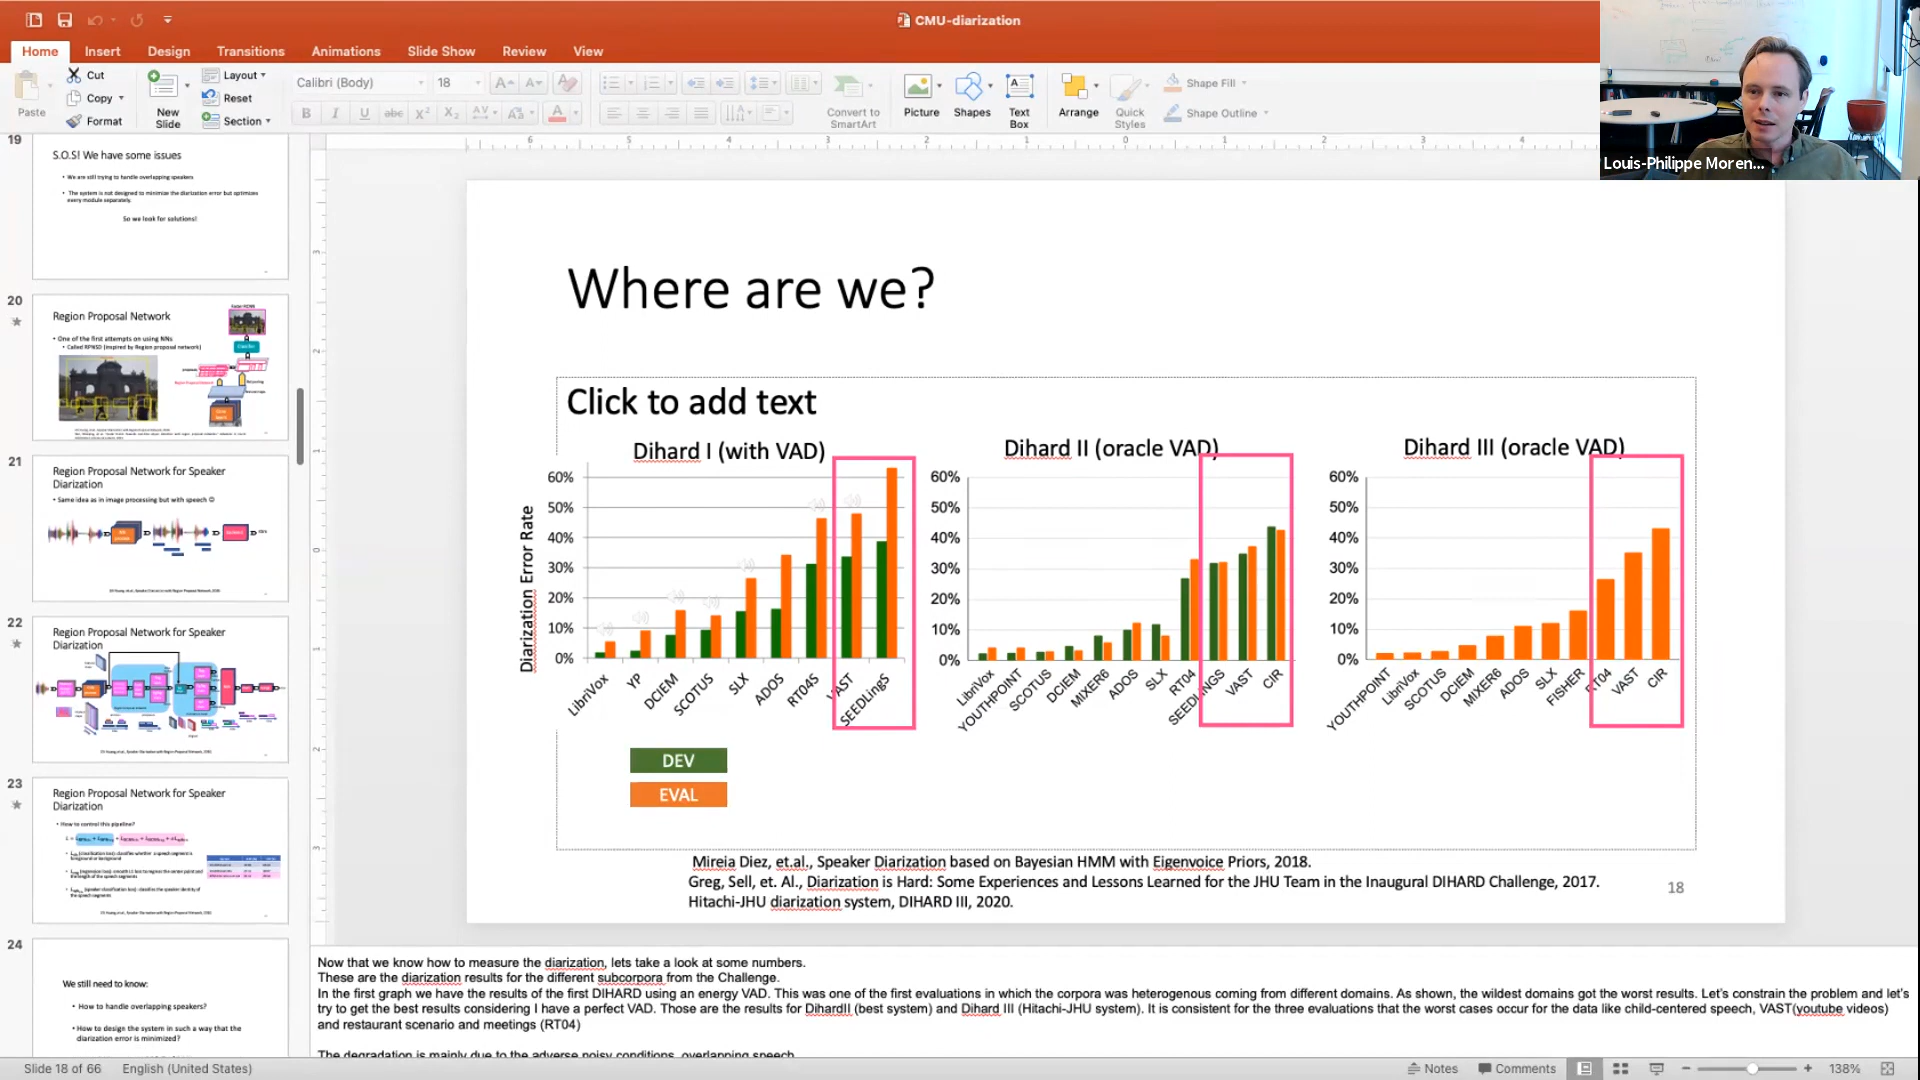 CMU-diarization
Home Insert Design Transitions Animations Slide Show Review View
Paste
Cut
Copy
Format
New Slide
Layout
Reset
Section
Calibri (Body) 18
Convert to SmartArt
Picture
Shapes
Text Box
Arrange
Quick Styles
Shape Fill
Shape Outline
Louis-Philippe Moren...
19
S.O.S! We have some issues
• We are still trying to handle overlapping speakers
• The system is not designed to minimize the diarization error but optimizes
every module separately.
So we look for solutions!
20
Region Proposal Network
• One of the first attempts on using NNs
• Called RPNSD (inspired by Region proposal network)
21
Region Proposal Network for Speaker
Diarization
• Same idea as in image processing but with speech ☺
22
Region Proposal Network for Speaker
Diarization
23
Region Proposal Network for Speaker
Diarization
• How to control this pipeline?
24
We still need to know:
• How to handle overlapping speakers?
• How to design the system in such a way that the
diarization error is minimized?
Where are we?
Click to add text
Dihard I (with VAD)
Diarization Error Rate
60%
50%
40%
30%
20%
10%
0%
LibriVox YP DCIEM SCOTUS SLX ADOS RT04S VAST SEEDLingS
DEV
EVAL
Dihard II (oracle VAD)
60%
50%
40%
30%
20%
10%
0%
LibriVox YOUTHPOINT SCOTUS DCIEM MIXER6 ADOS SLX RT04 SEEDLINGS VAST CIR
Dihard III (oracle VAD)
60%
50%
40%
30%
20%
10%
0%
YOUTHPOINT LibriVox SCOTUS DCIEM MIXER6 ADOS SLX FISHER RT04 VAST CIR
Mireia Diez, et.al., Speaker Diarization based on Bayesian HMM with Eigenvoice Priors, 2018.
Greg, Sell, et. Al., Diarization is Hard: Some Experiences and Lessons Learned for the JHU Team in the Inaugural DIHARD Challenge, 2017.
Hitachi-JHU diarization system, DIHARD III, 2020.
18
Now that we know how to measure the diarization, lets take a look at some numbers.
These are the diarization results for the different subcorpora from the Challenge.
In the first graph we have the results of the first DIHARD using an energy VAD. This was one of the first evaluations in which the corpora was heterogenous coming from different domains. As shown, the wildest domains got the worst results. Let's constrain the problem and let's
try to get the best results considering I have a perfect VAD. Those are the results for DihardII (best system) and Dihard III (Hitachi-JHU system). It is consistent for the three evaluations that the worst cases occur for the data like child-centered speech, VAST(youtube videos)
and restaurant scenario and meetings (RT04)
The degradation is mainly due to the adverse noisy conditions, overlapping speech
Slide 18 of 66 English (United States)
Notes Comments 138%